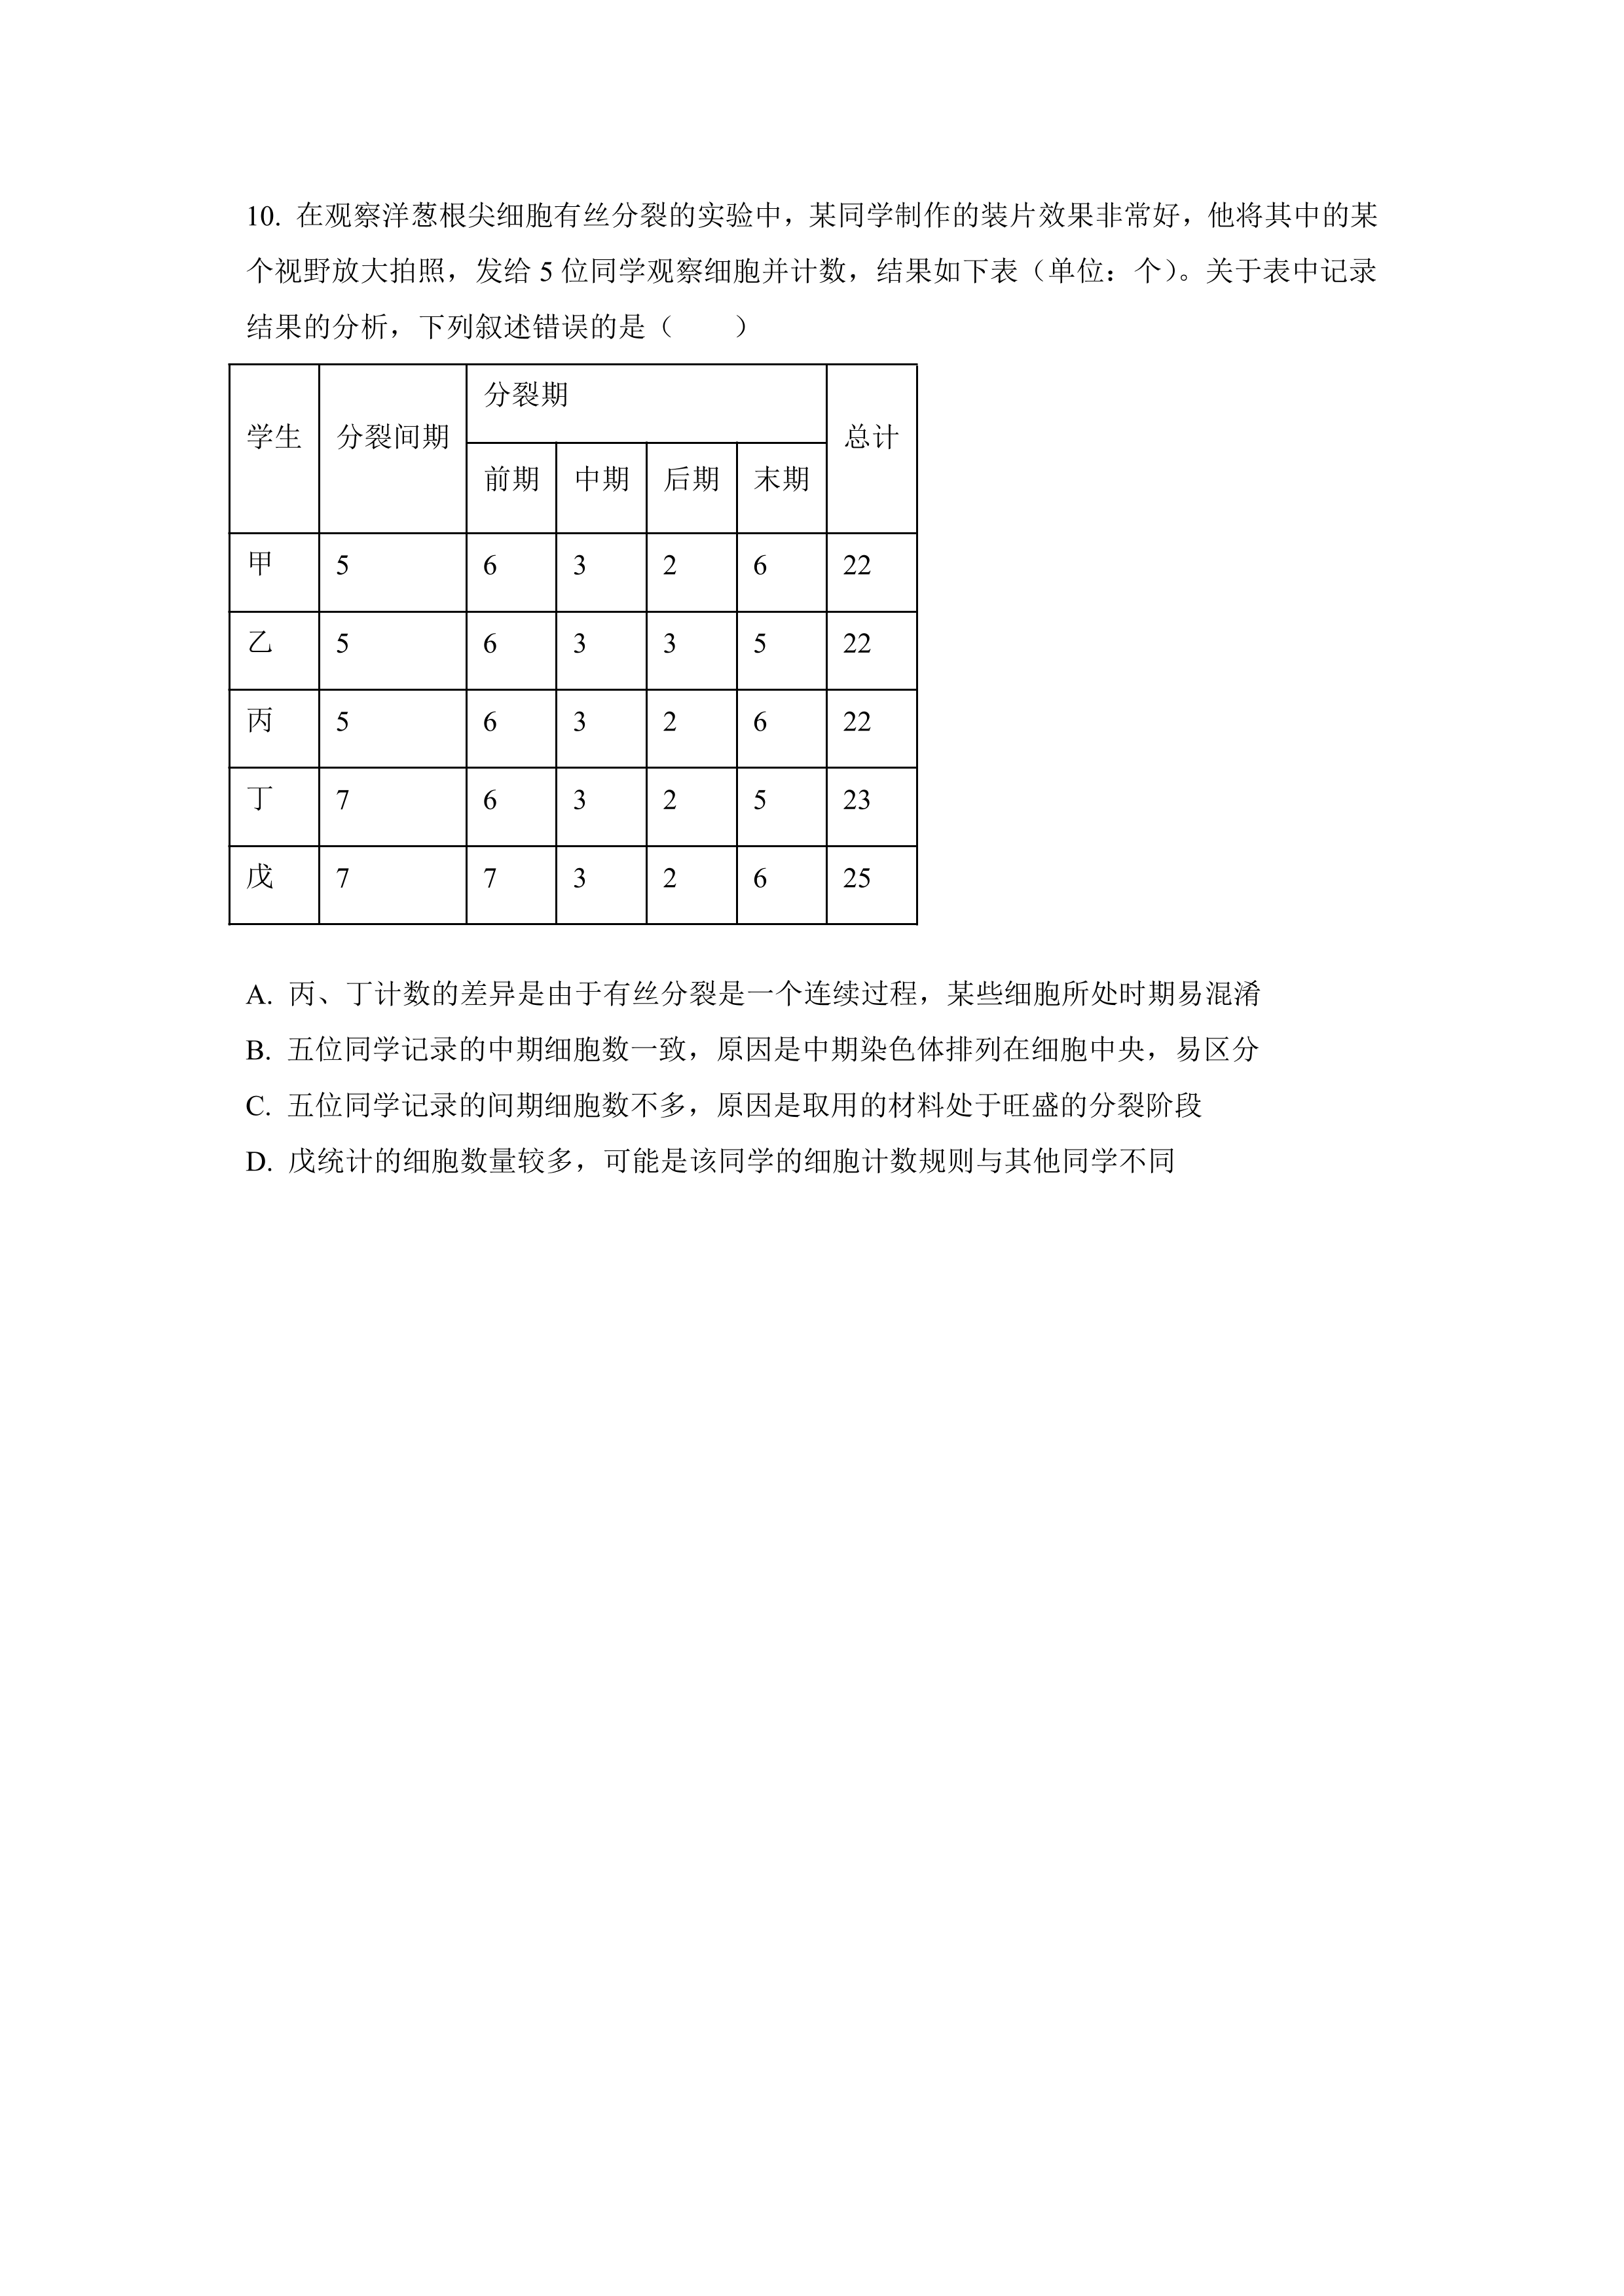 10. 在观察洋葱根尖细胞有丝分裂的实验中，某同学制作的装片效果非常好，他将其中的某
个视野放大拍照，发给 5 位同学观察细胞并计数，结果如下表（单位：个）。关于表中记录
结果的分析，下列叙述错误的是（　　）
学生 分裂间期 分裂期 总计
前期 中期 后期 末期
甲 5 6 3 2 6 22
乙 5 6 3 3 5 22
丙 5 6 3 2 6 22
丁 7 6 3 2 5 23
戊 7 7 3 2 6 25
A. 丙、丁计数的差异是由于有丝分裂是一个连续过程，某些细胞所处时期易混淆
B. 五位同学记录的中期细胞数一致，原因是中期染色体排列在细胞中央，易区分
C. 五位同学记录的间期细胞数不多，原因是取用的材料处于旺盛的分裂阶段
D. 戊统计的细胞数量较多，可能是该同学的细胞计数规则与其他同学不同